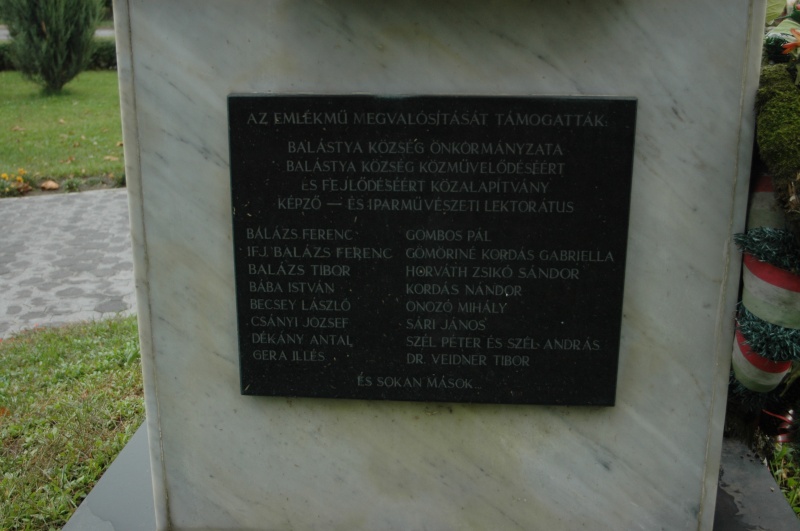 AZ EMLÉKMŰ MEGVALÓSÍTÁSÁT TÁMOGATTÁK:
BALÁSTYA KÖZSÉG ÖNKORMÁNYZATA
BALÁSTYA KÖZSÉG KÖZMŰVELŐDÉSÉÉRT
ÉS FEJLŐDÉSÉÉRT KÖZALAPÍTVÁNY
KÉPZŐ – ÉS IPARMŰVÉSZETI LEKTORÁTUS
BALÁZS FERENC
IFJ. BALÁZS FERENC
BALÁZS TIBOR
BÁBA ISTVÁN
BECSEY LÁSZLÓ
CSÁNYI JÓZSEF
DÉKÁNY ANTAL
GERA ILLÉS
GOMBOS PÁL
GÖMÖRINÉ KORDÁS GABRIELLA
HORVÁTH ZSIKÓ SÁNDOR
KORDÁS NÁNDOR
ONOZÓ MIHÁLY
SÁRI JÁNOS
SZÉL PÉTER ÉS SZÉL ANDRÁS
DR. VEIDNER TIBOR
ÉS SOKAN MÁSOK...